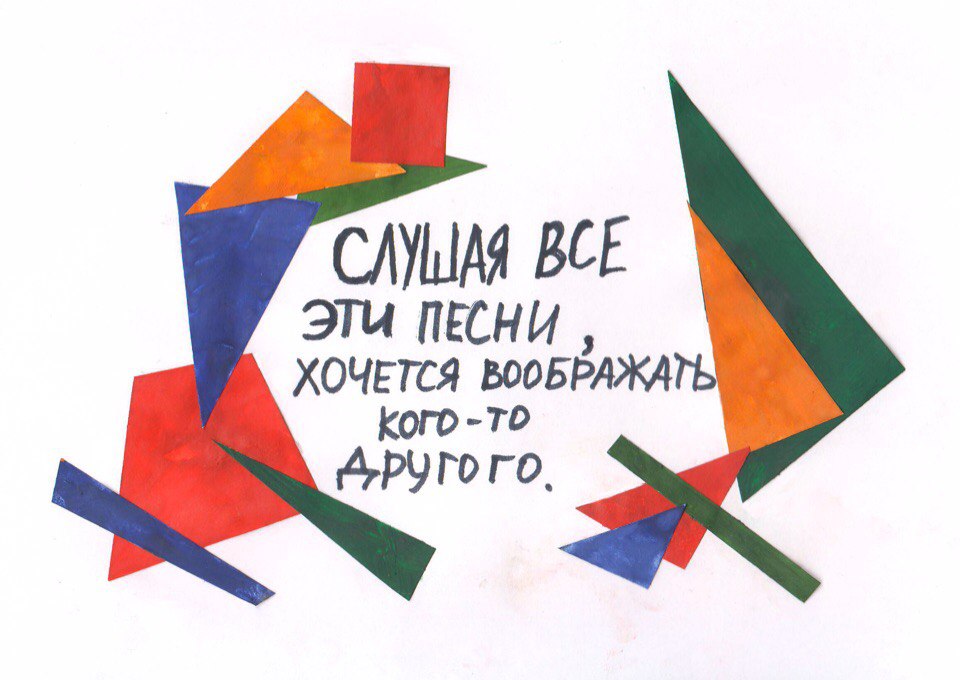 СЛУШАЯ ВСЕ
ЭТИ ПЕСНИ,
ХОЧЕТСЯ ВООБРАЖАТЬ
КОГО-ТО
ДРУГОГО.